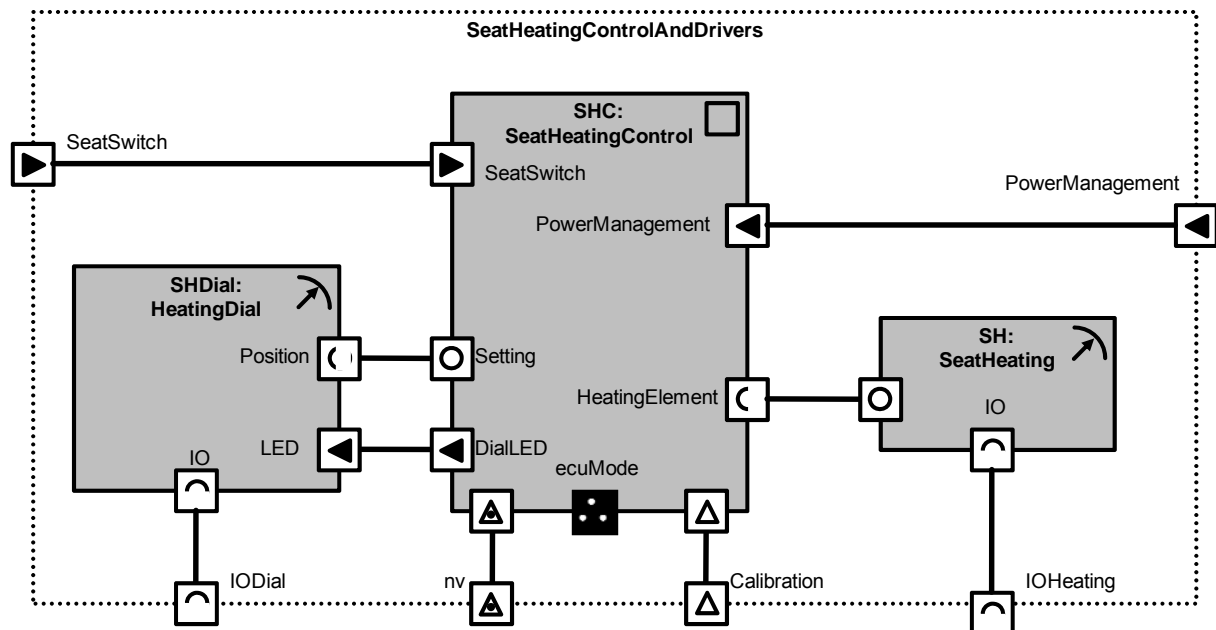 SeatHeatingControlAndDrivers
SHC:
SeatHeatingControl
SeatSwitch
SeatSwitch
PowerManagement
PowerManagement
SHDial:
HeatingDial
SH:
SeatHeating
Position
Setting
HeatingElement
IO
LED
DialLED
IO
ecuMode
IODial
nv
Calibration
IOHeating